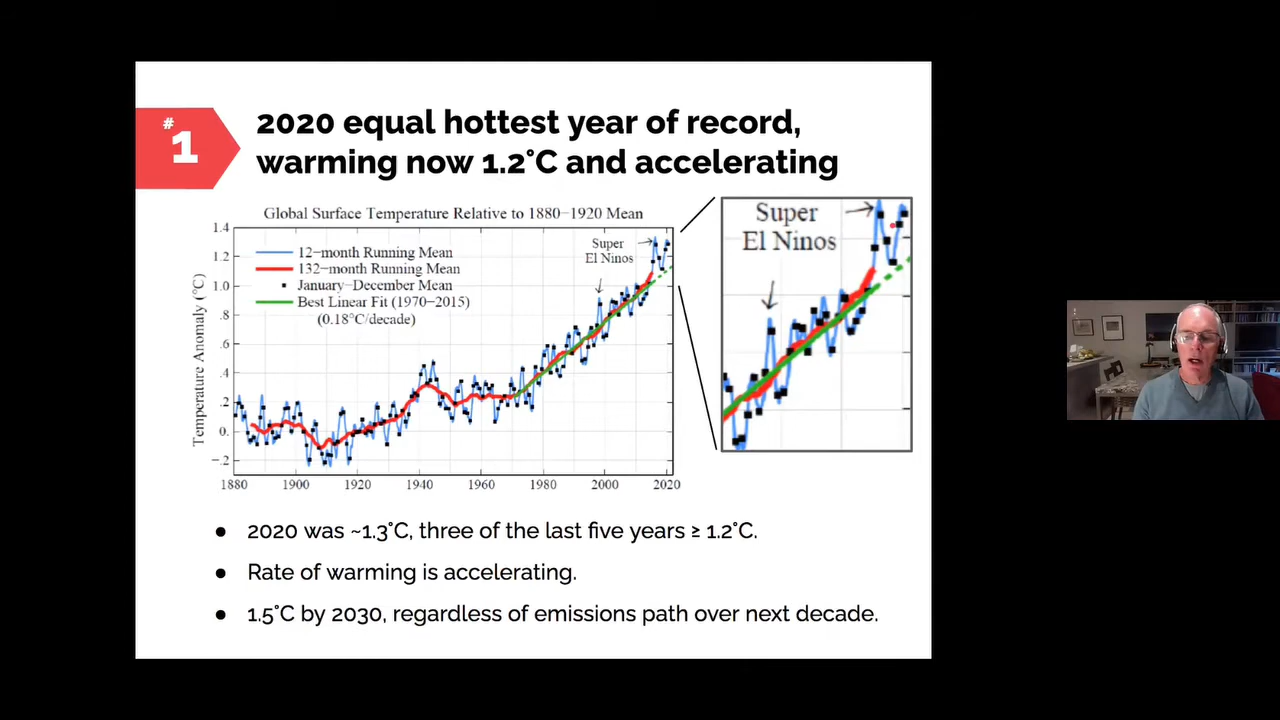 #
1
2020 equal hottest year of record,
warming now 1.2°C and accelerating
Global Surface Temperature Relative to 1880−1920 Mean
Temperature Anomaly (°C)
1.4
1.2
1.0
.8
.6
.4
.2
0.
−.2
12−month Running Mean
132−month Running Mean
January−December Mean
Best Linear Fit (1970−2015)
(0.18°C/decade)
Super
El Ninos
1880
1900
1920
1940
1960
1980
2000
2020
Super
El Ninos
● 2020 was ~1.3°C, three of the last five years ≥ 1.2°C.
● Rate of warming is accelerating.
● 1.5°C by 2030, regardless of emissions path over next decade.